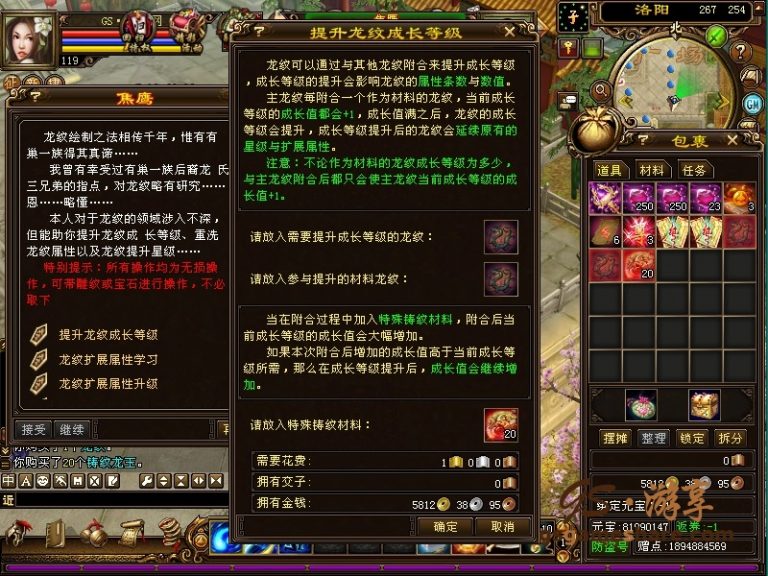 GS
特权
活动
119
焦鹰
龙纹绘制之法相传千年，惟有有
巢一族得其真谛……
我曾有幸受过有巢一族后裔龙 氏
三兄弟的指点，对龙纹略有研究……
恩……略懂……
本人对于龙纹的领域涉入不深，
但能助你提升龙纹成 长等级、重洗
龙纹属性以及龙纹提升星级……
特别提示：所有操作均为无损操
作，可带雕纹或宝石进行操作，不必
取下
提升龙纹成长等级
龙纹扩展属性学习
龙纹扩展属性升级
接受
继续
你购买了20个铸纹龙玉。
近
提升龙纹成长等级
龙纹可以通过与其他龙纹附合来提升成长等级
，成长等级的提升会影响龙纹的属性条数与数值。
主龙纹每附合一个作为材料的龙纹，当前成长
等级的成长值都会+1，成长值满之后，龙纹的成长
等级会提升，成长等级提升后的龙纹会延续原有的
星级与扩展属性。
注意：不论作为材料的龙纹成长等级为多少，
与主龙纹附合后都只会使主龙纹当前成长等级的成
长值+1。
请放入需要提升成长等级的龙纹：
请放入参与提升的材料龙纹：
当在附合过程中加入特殊铸纹材料，附合后当
前成长等级的成长值会大幅增加。
如果本次附合后增加的成长值高于当前成长等
级所需，那么在成长等级提升后，成长值会继续增
加。
请放入特殊铸纹材料：
20
需要花费：
1 0 0
拥有交子：
0
拥有金钱：
5812 38 95
确定
取消
洛阳
267 254
北
GM
包裹
道具
材料
任务
250 250 23 3
6 3
20
摆摊
整理
锁定
拆分
0
5812 38 95
元宝:81090147
返券:-1
防盗号
赠点:1894884569
游享